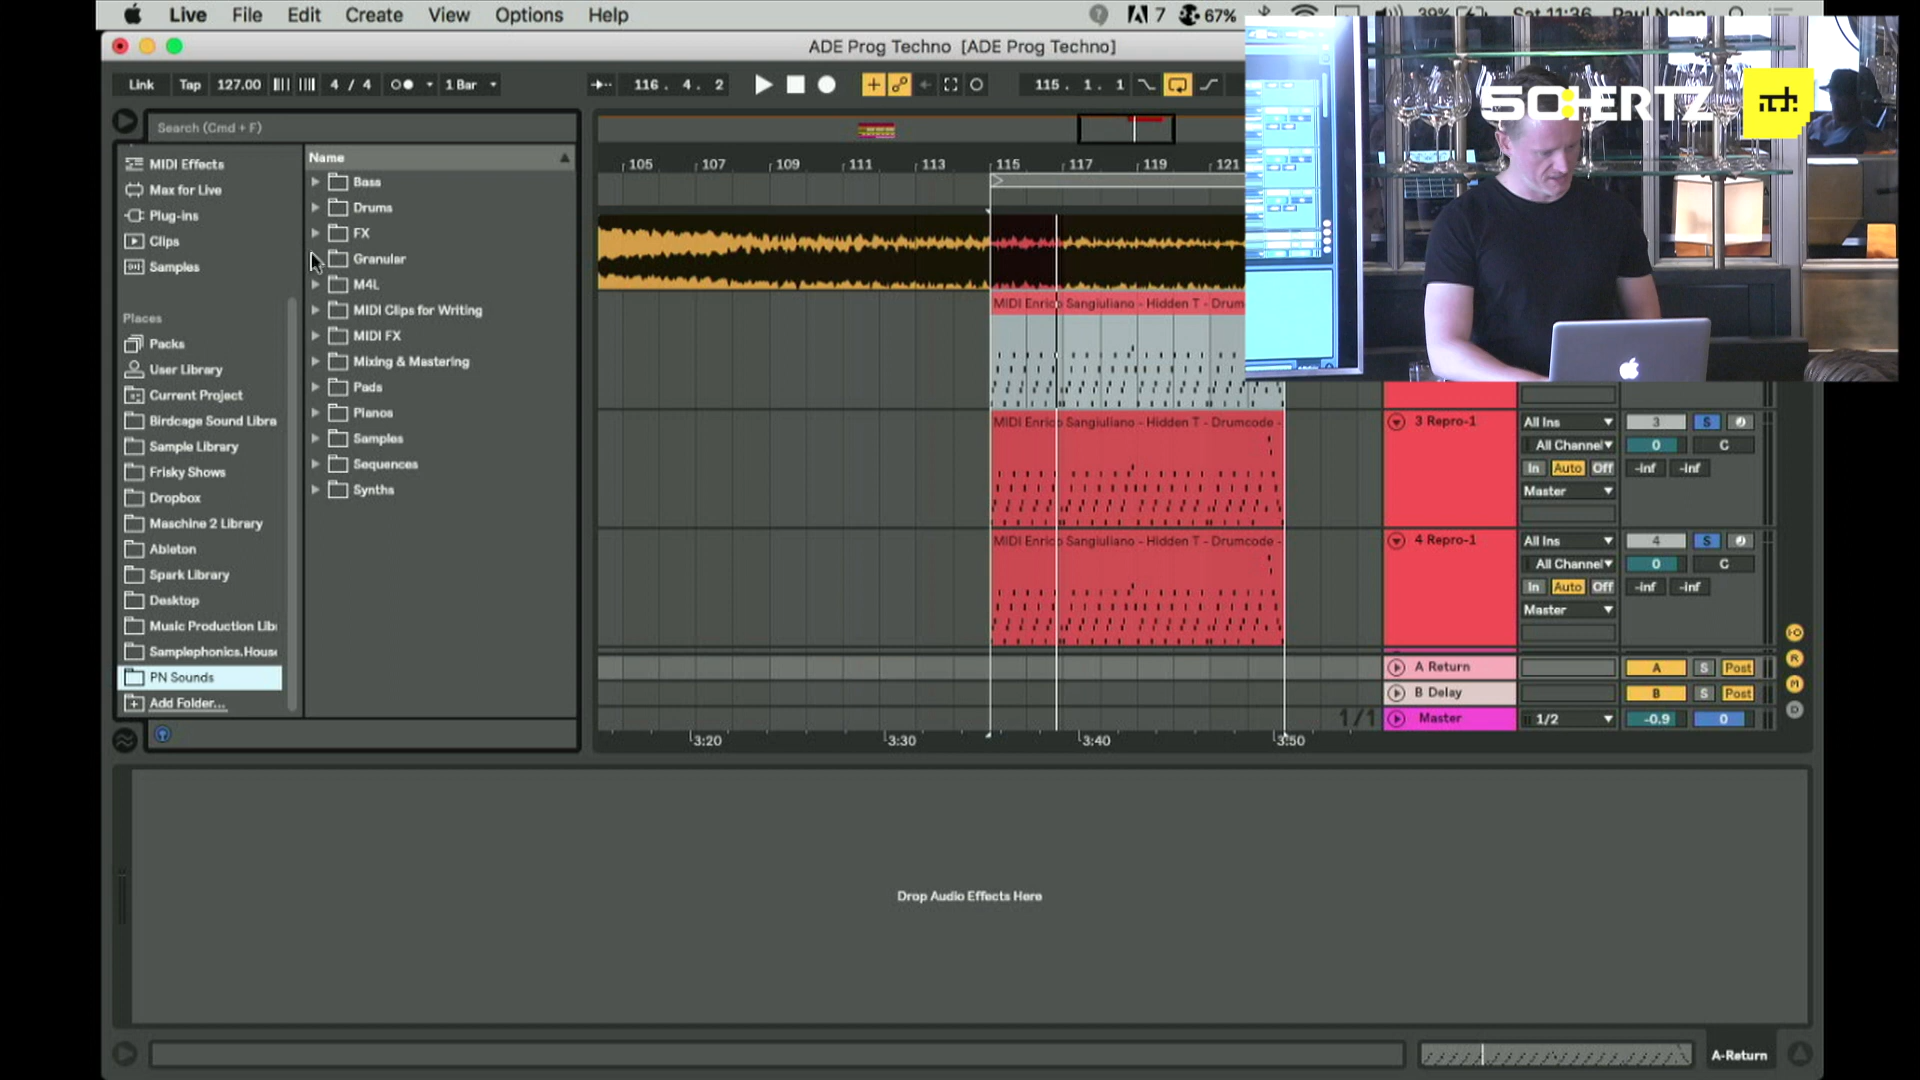 Live File Edit Create View Options Help 7 67% 39% Sat 11:36 Paul Nolan
ADE Prog Techno [ADE Prog Techno]
Link Tap 127.00 4 / 4 1 Bar 116. 4. 2 115. 1. 1
50:HERTZ
Search (Cmd + F)
MIDI Effects
Max for Live
Plug-ins
Clips
Samples
Places
Packs
User Library
Current Project
Birdcage Sound Libra
Sample Library
Frisky Shows
Dropbox
Maschine 2 Library
Ableton
Spark Library
Desktop
Music Production Lib
Samplephonics.House
PN Sounds
Add Folder...
Name
Bass
Drums
FX
Granular
M4L
MIDI Clips for Writing
MIDI FX
Mixing & Mastering
Pads
Pianos
Samples
Sequences
Synths
105 107 109 111 113 115 117 119 121
MIDI Enrico Sangiuliano - Hidden T - Drum
MIDI Enrico Sangiuliano - Hidden T - Drumcode -
MIDI Enrico Sangiuliano - Hidden T - Drumcode -
1/1
3:20 3:30 3:40 3:50
3 Repro-1 All Ins 3 S
All Channel 0 C
In Auto Off -inf -inf
Master
4 Repro-1 All Ins 4 S
All Channel 0 C
In Auto Off -inf -inf
Master
A Return A S Post
B Delay B S Post
Master 1/2 -0.9 0
I-O
R
M
D
Drop Audio Effects Here
A-Return